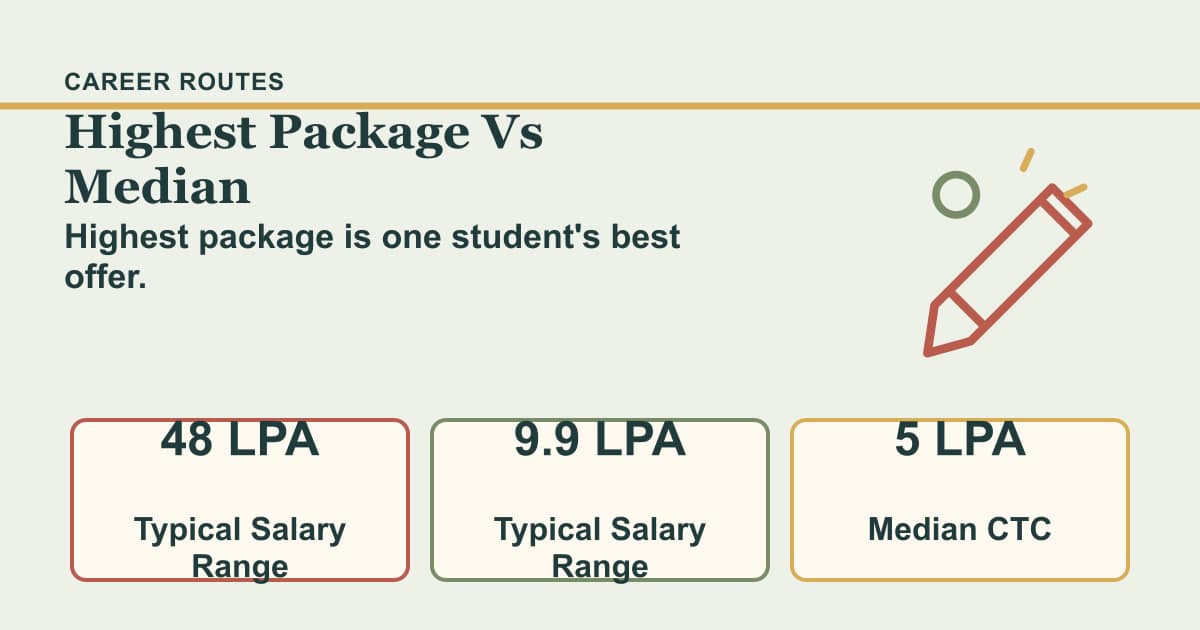 CAREER ROUTES
Highest Package Vs
Median
Highest package is one student's best
offer.
48 LPA
Typical Salary
Range
9.9 LPA
Typical Salary
Range
5 LPA
Median CTC